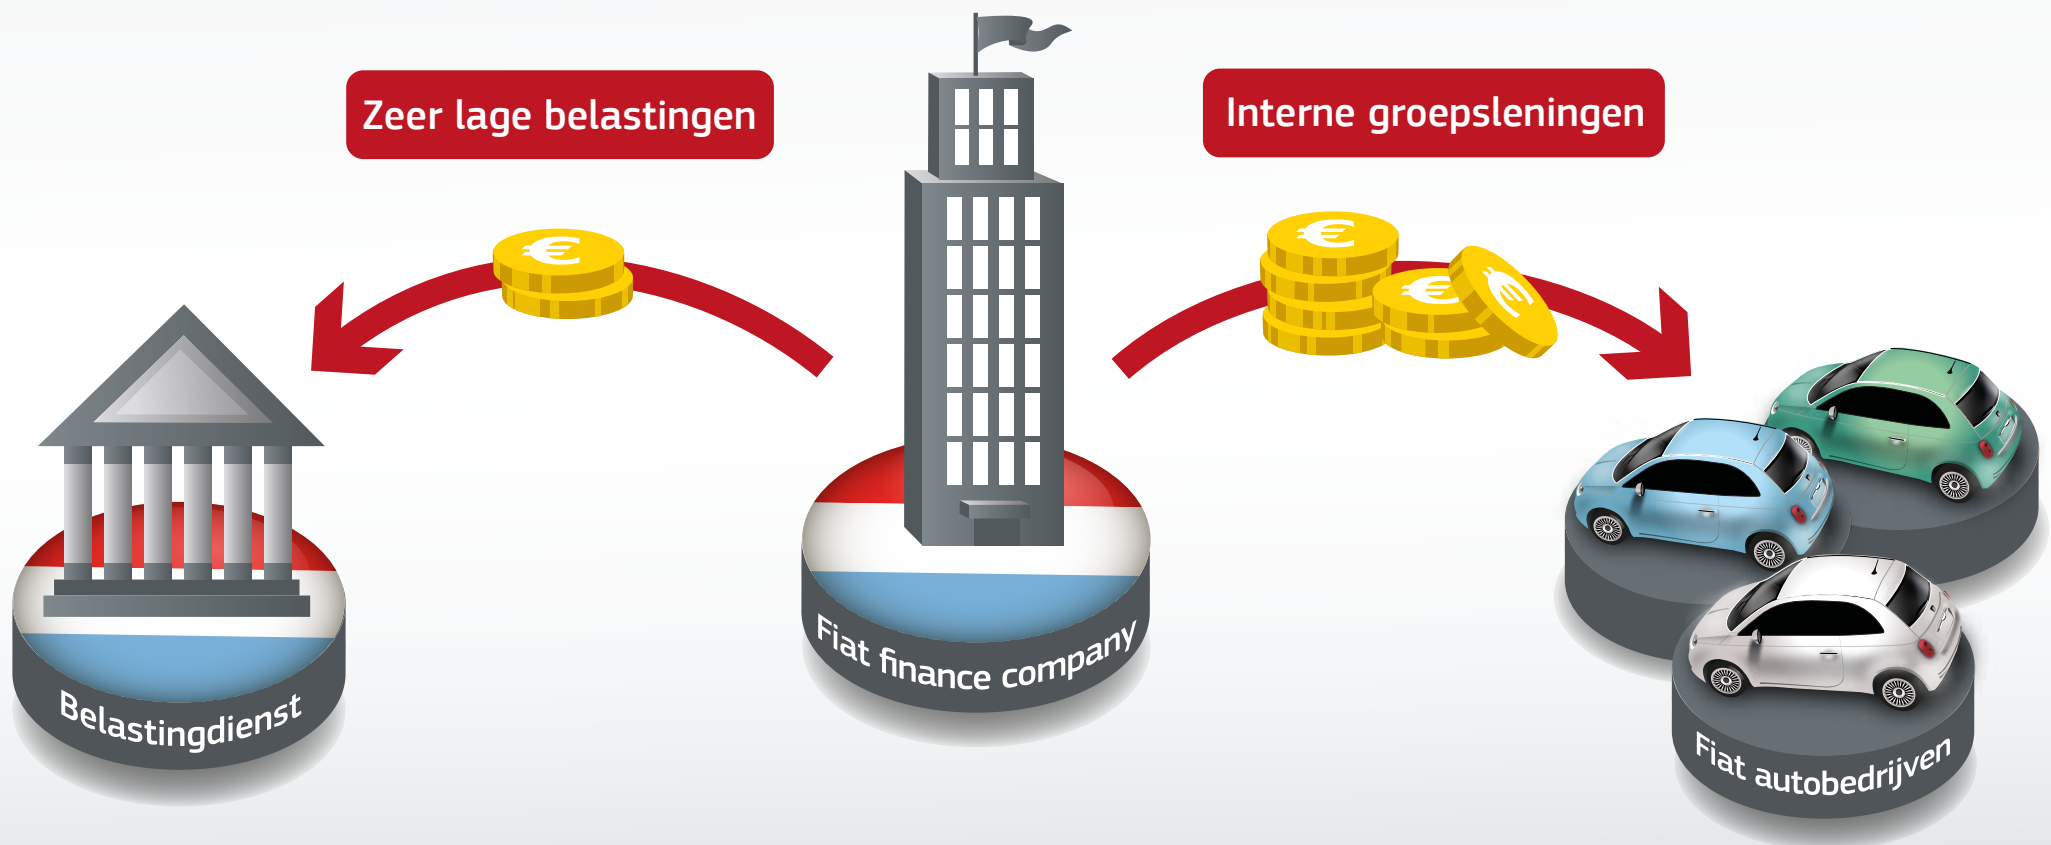 Zeer lage belastingen
Interne groepsleningen
Belastingdienst
Fiat finance company
Fiat autobedrijven